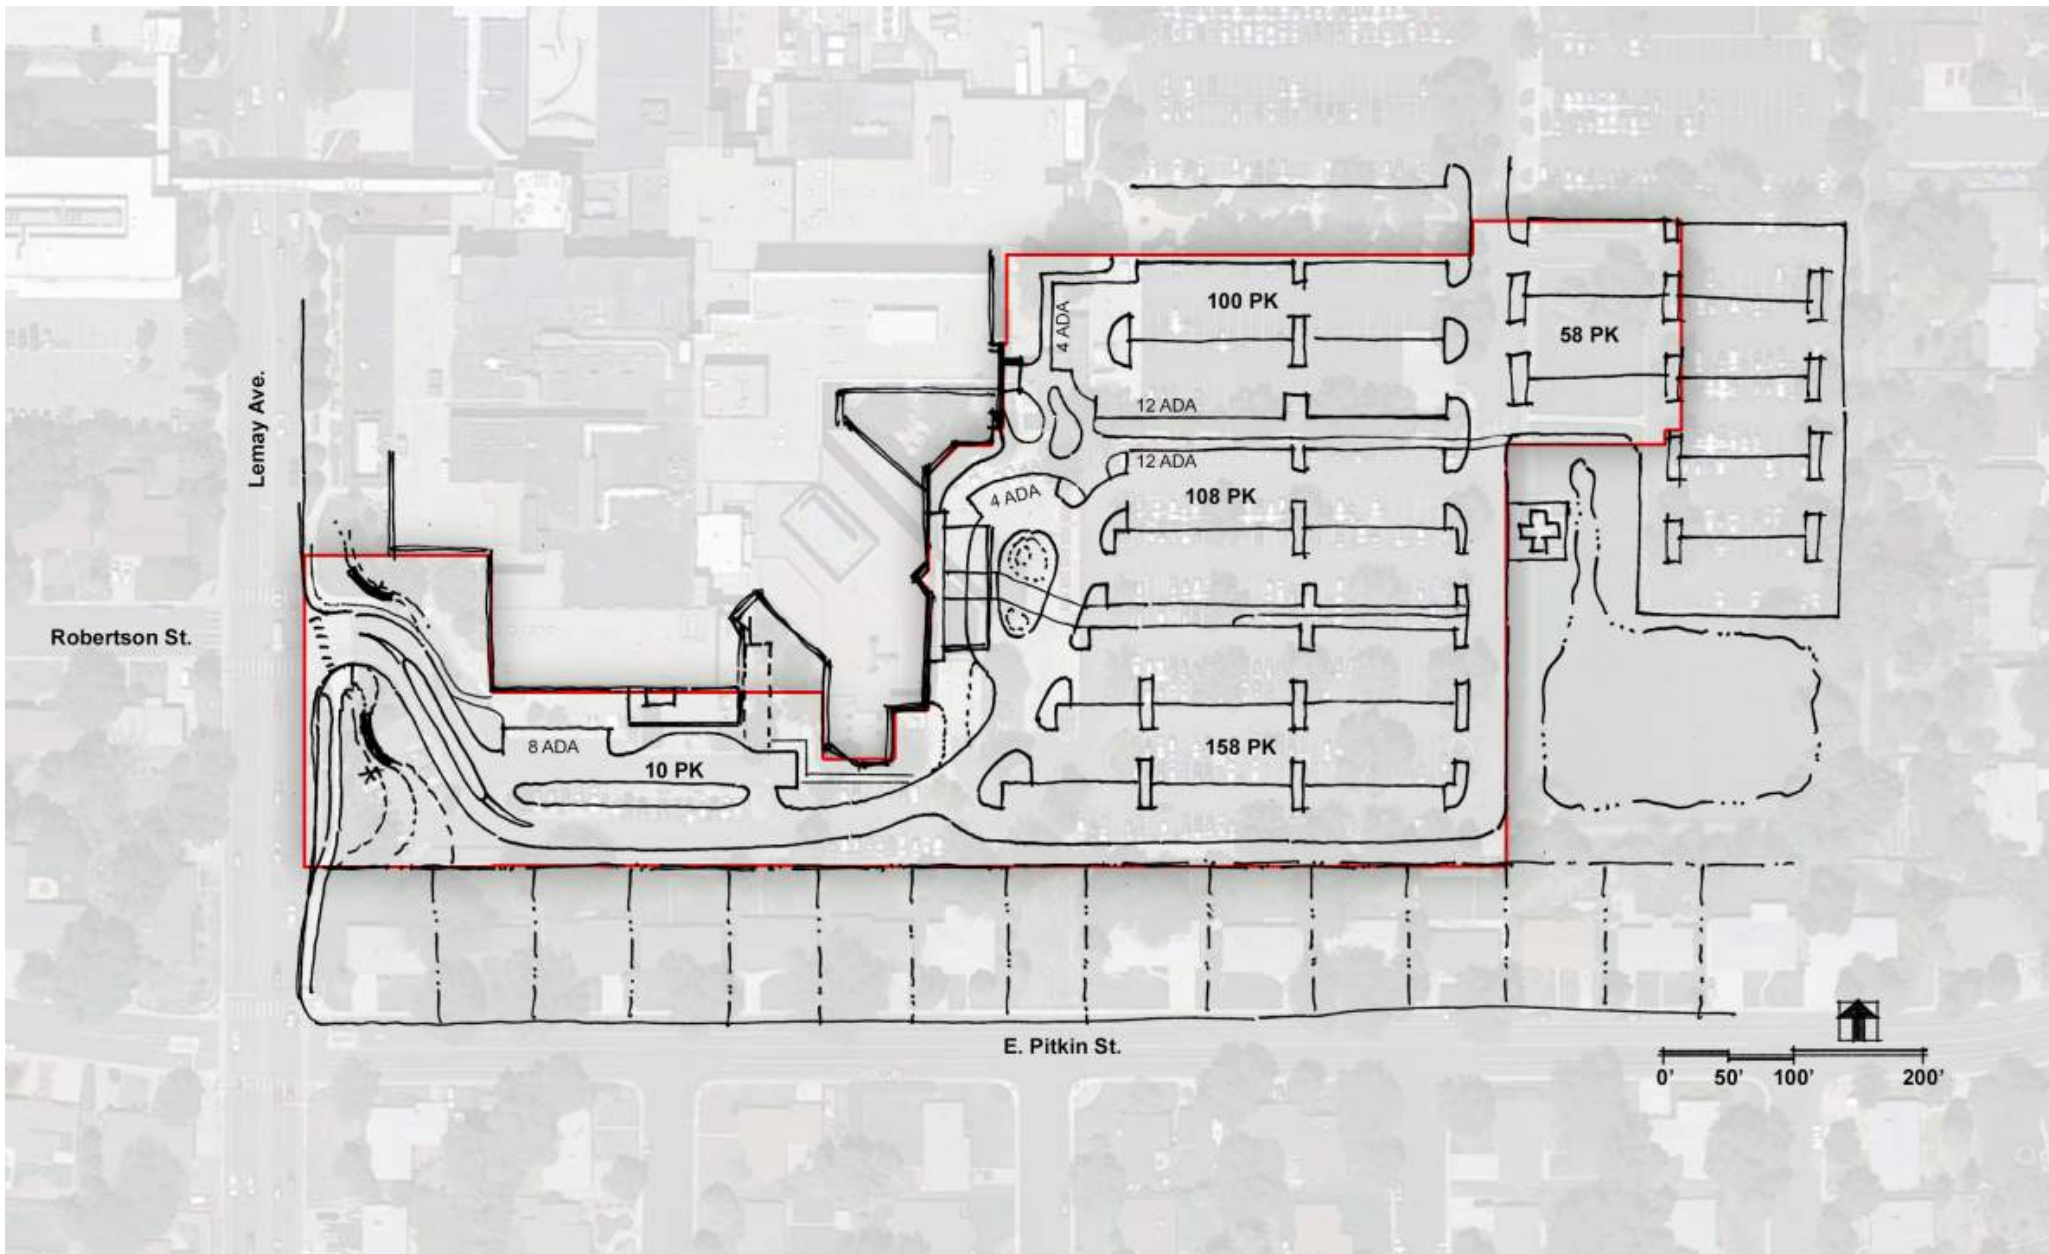 100 PK
4 ADA
58 PK
12 ADA
Lemay Ave.
12 ADA
4 ADA
108 PK
Robertson St.
8 ADA
10 PK
158 PK
E. Pitkin St.
0' 50' 100' 200'